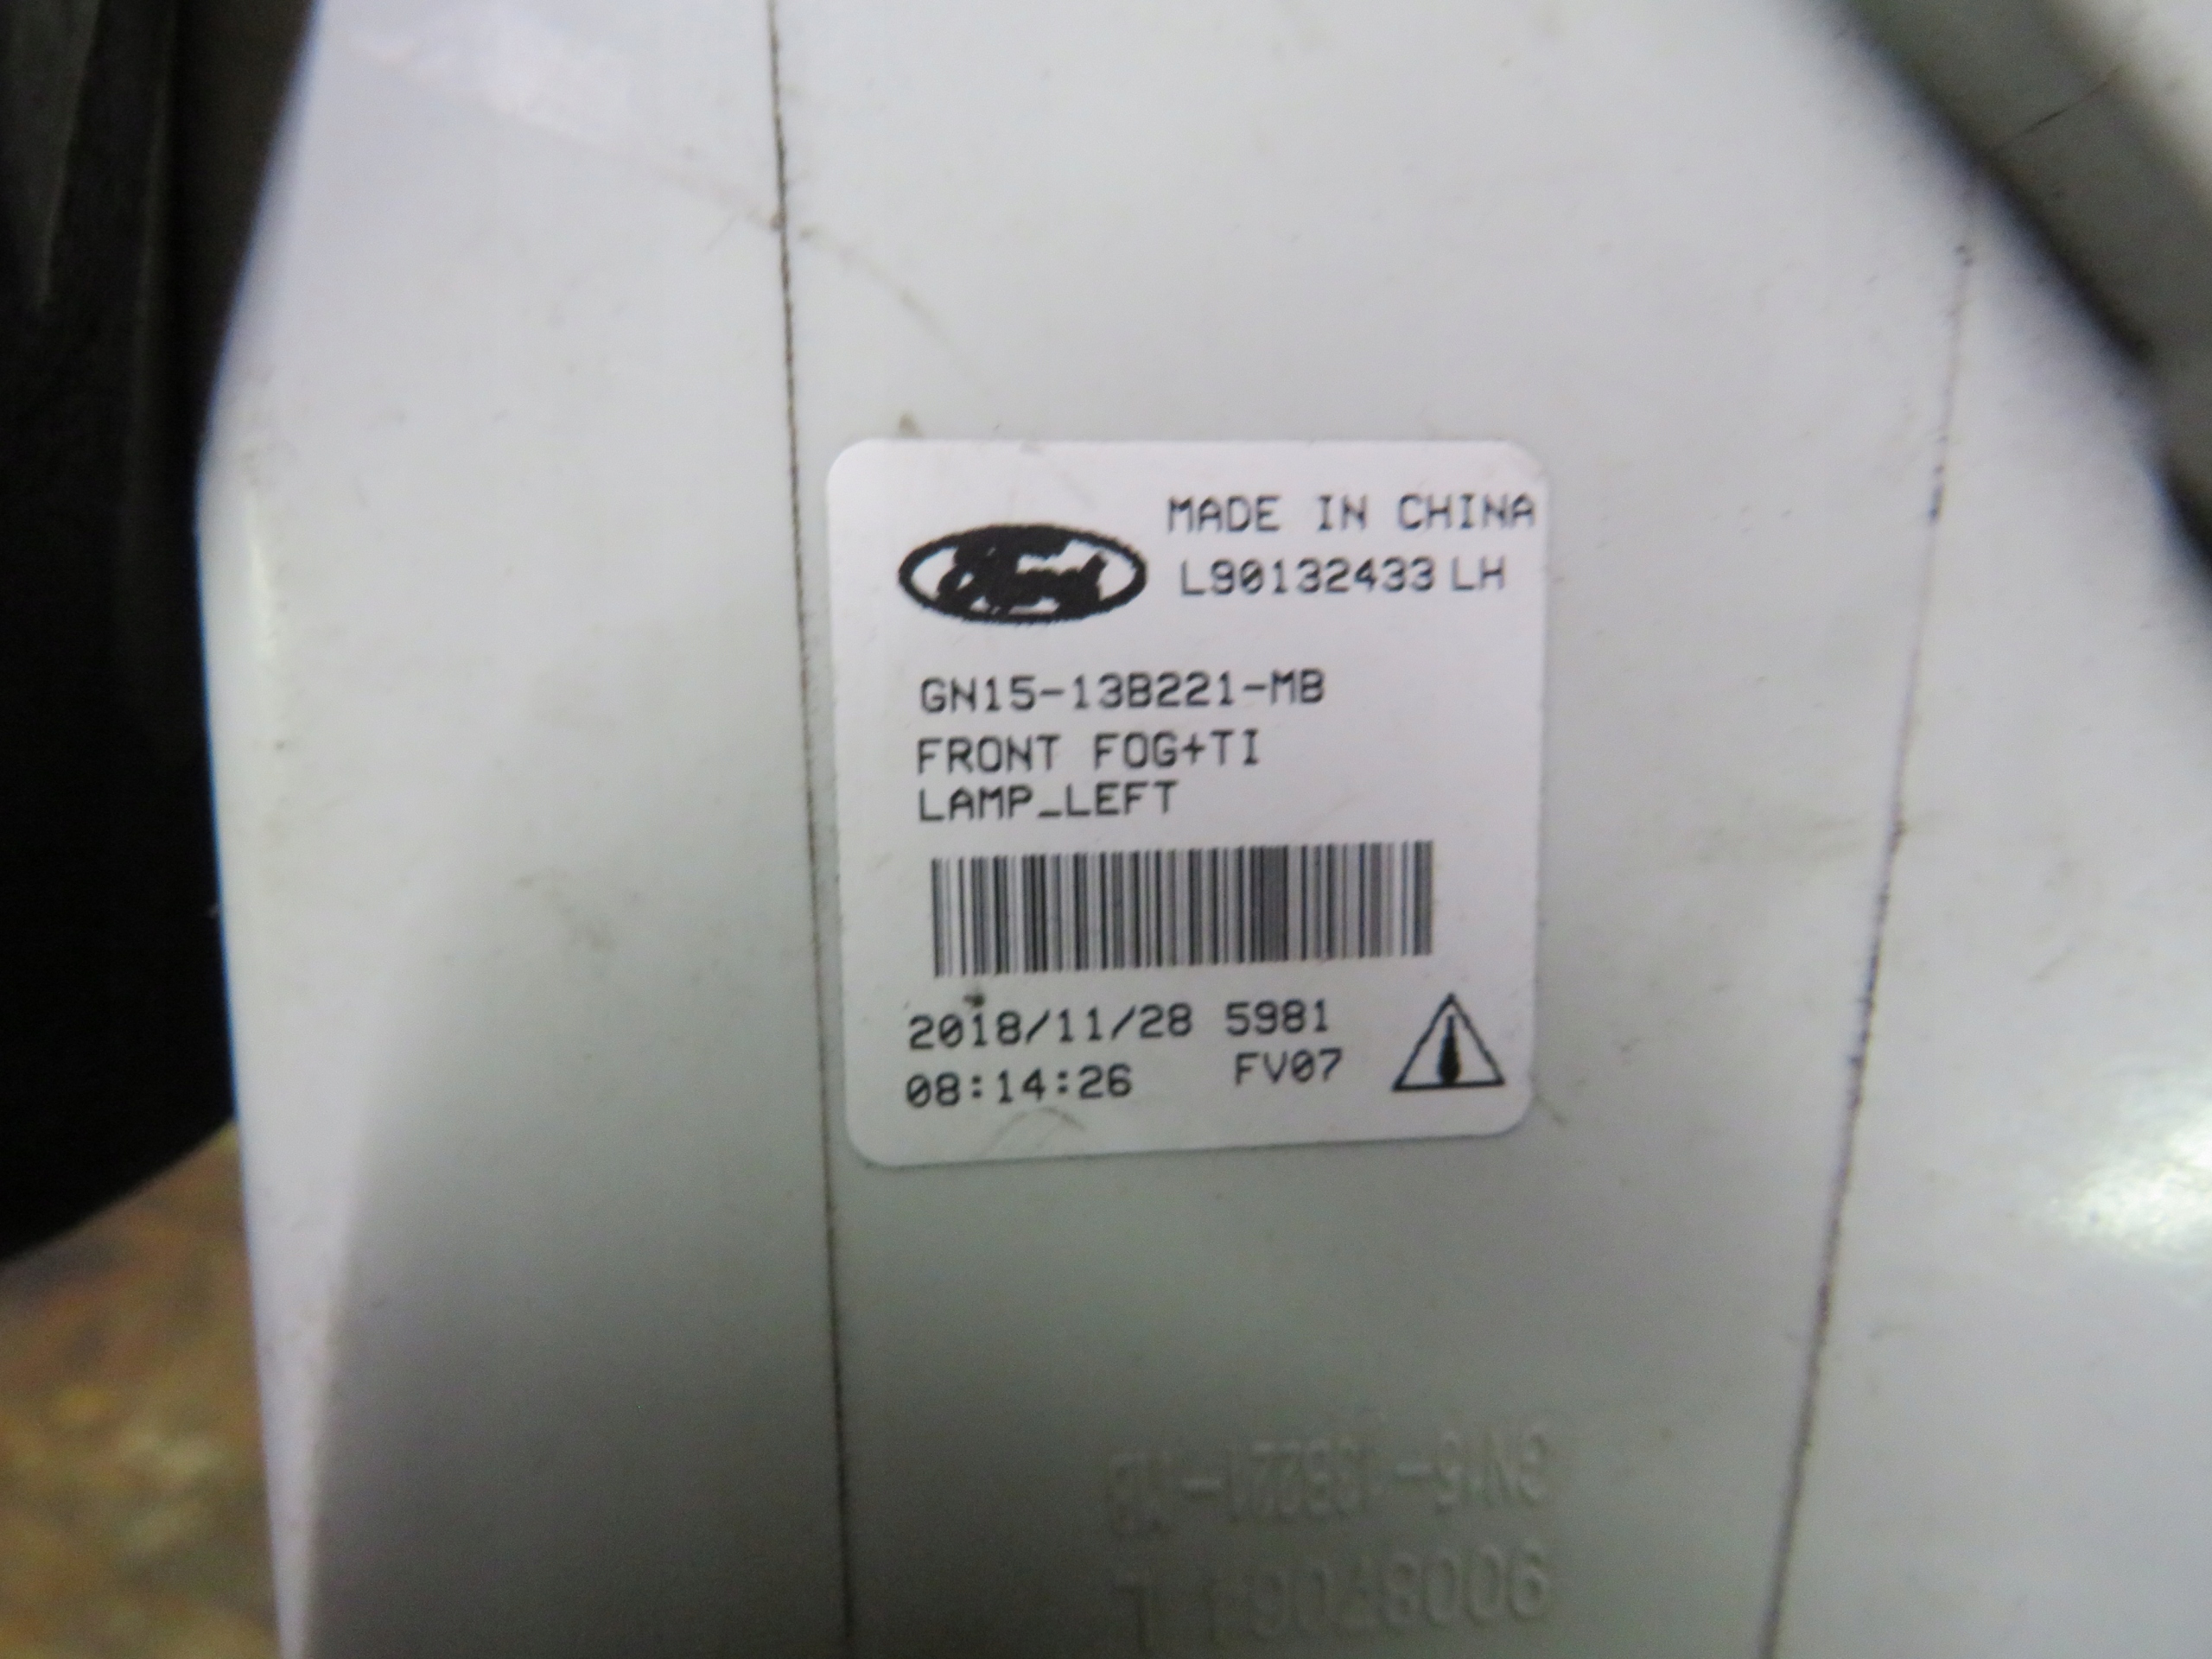 MADE IN CHINA
L90132433 LH
GN15-13B221-MB
FRONT FOG+TI
LAMP_LEFT
2018/11/28 5981
08:14:26 FV07